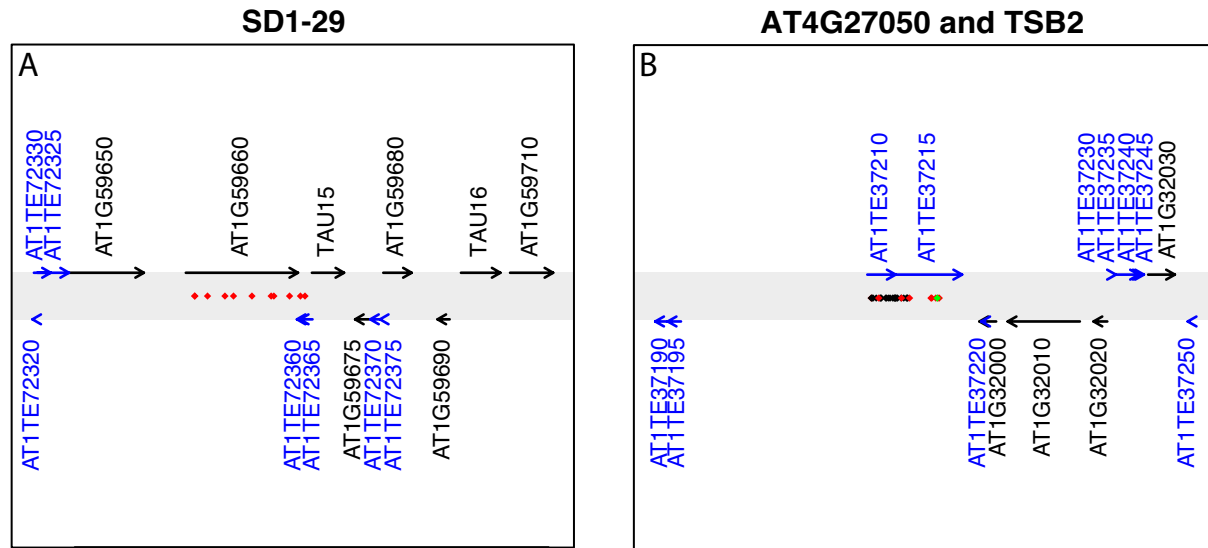 SD1-29
AT4G27050 and TSB2
A
AT1TE72330
AT1TE72325
AT1G59650
AT1G59660
TAU15
AT1G59680
TAU16
AT1G59710
AT1TE72320
AT1TE72360
AT1TE72365
AT1G59675
AT1TE72370
AT1TE72375
AT1G59690
B
AT1TE37210
AT1TE37215
AT1TE37230
AT1TE37235
AT1TE37240
AT1TE37245
AT1G32030
AT1TE37190
AT1TE37195
AT1TE37220
AT1G32000
AT1G32010
AT1G32020
AT1TE37250